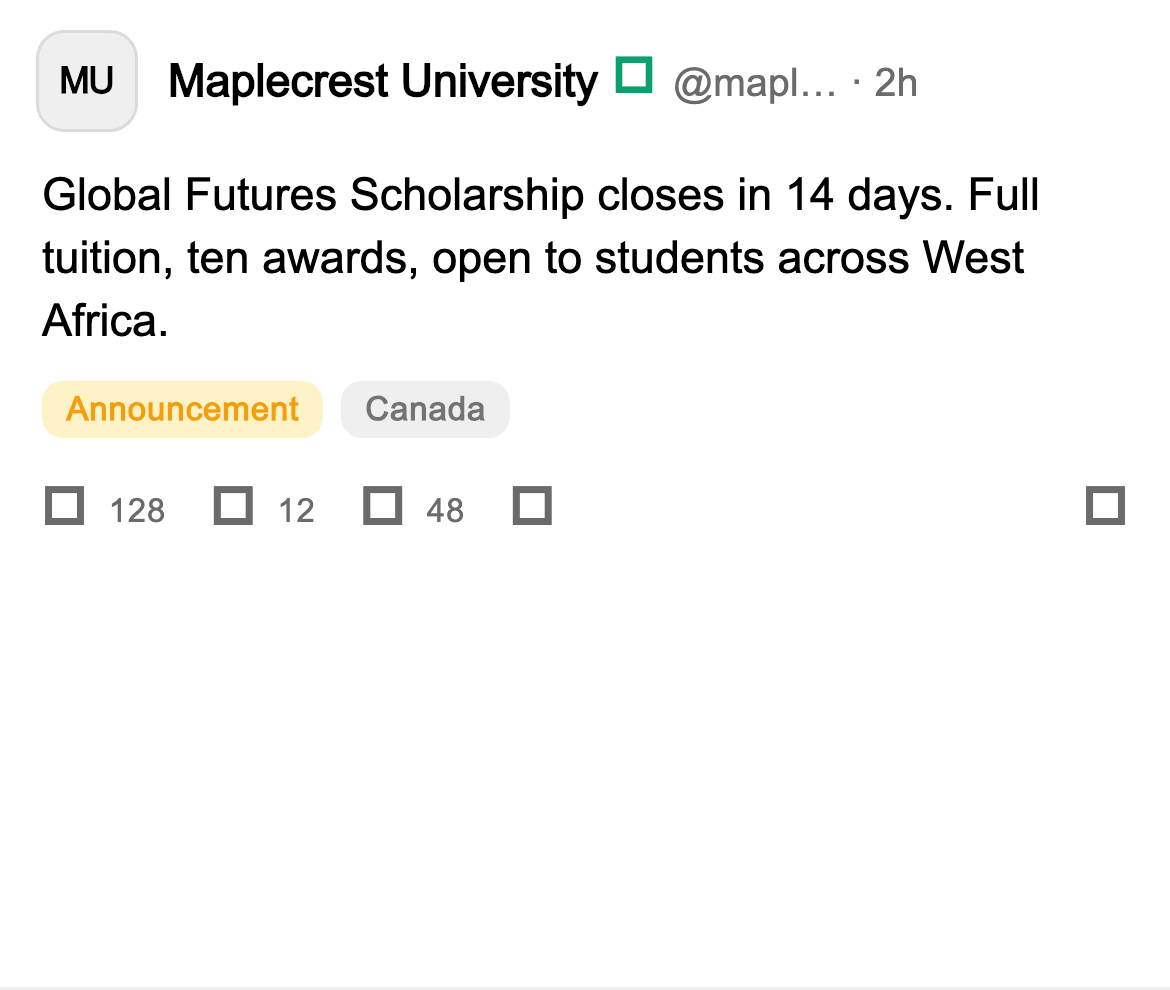 MU
Maplecrest University @mapl... · 2h
Global Futures Scholarship closes in 14 days. Full
tuition, ten awards, open to students across West
Africa.
Announcement Canada
128 12 48